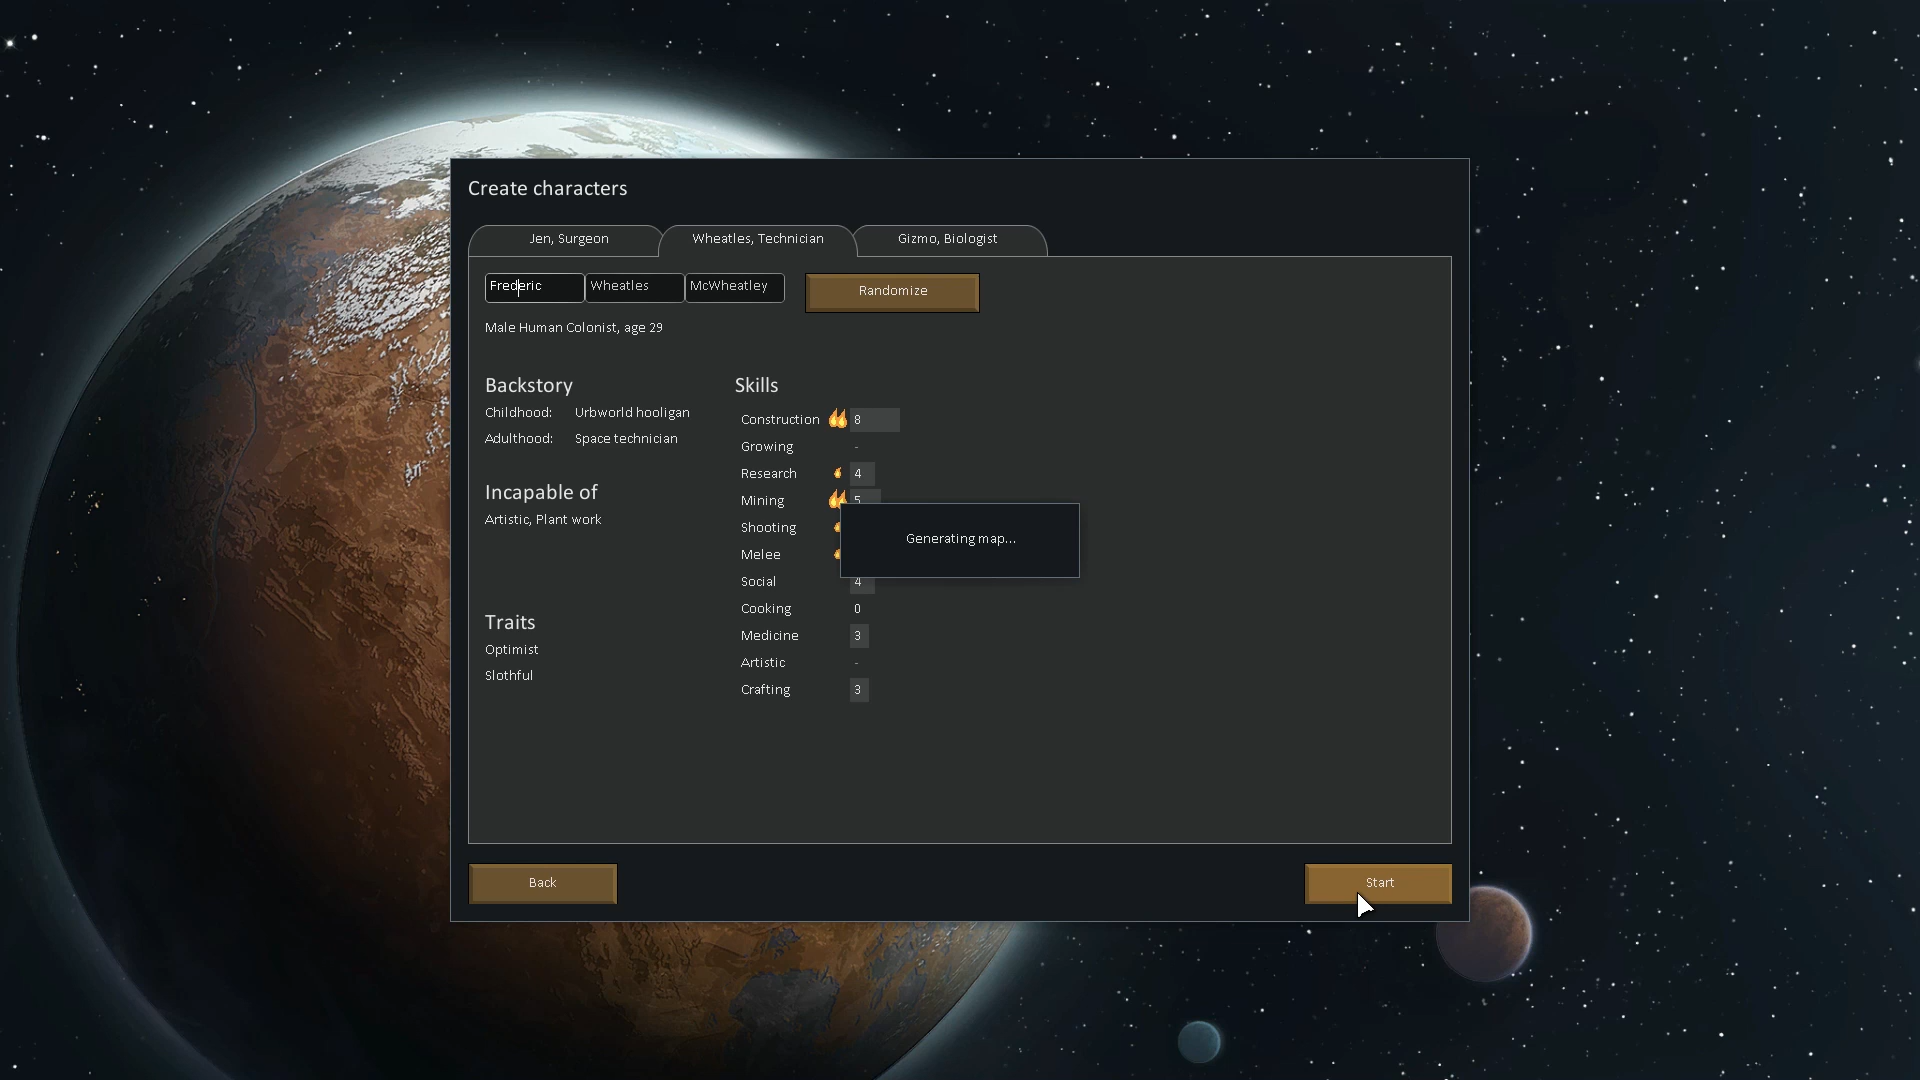 Create characters
Jen, Surgeon
Wheatles, Technician
Gizmo, Biologist
Frederic
Wheatles
McWheatley
Randomize
Male Human Colonist, age 29
Backstory
Childhood: Urbworld hooligan
Adulthood: Space technician
Incapable of
Artistic, Plant work
Traits
Optimist
Slothful
Skills
Construction 8
Growing -
Research 4
Mining 5
Shooting
Melee
Social 4
Cooking 0
Medicine 3
Artistic -
Crafting 3
Generating map...
Back
Start